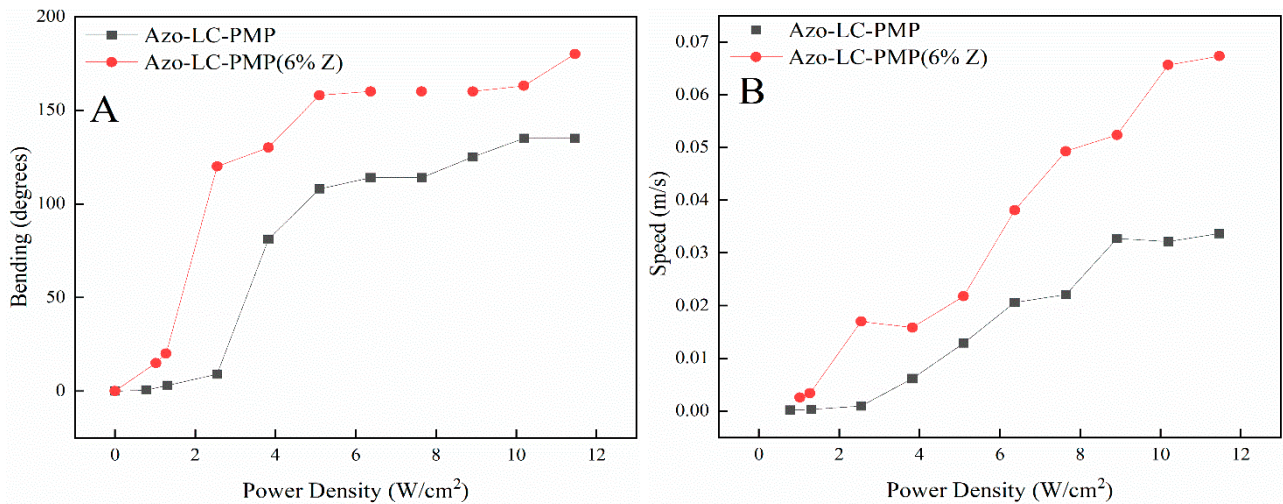 A
Azo-LC-PMP
Azo-LC-PMP(6% Z)
200
150
100
50
0
Bending (degrees)
0 2 4 6 8 10 12
Power Density (W/cm²)
B
Azo-LC-PMP
Azo-LC-PMP(6% Z)
0.07
0.06
0.05
0.04
0.03
0.02
0.01
0.00
Speed (m/s)
0 2 4 6 8 10 12
Power Density (W/cm²)